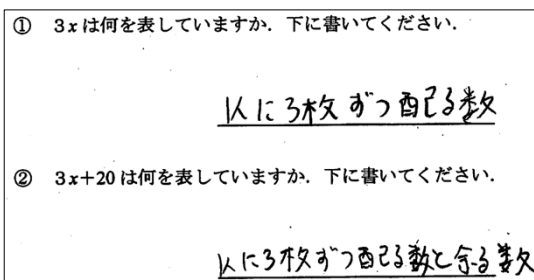 ① 3xは何を表していますか．下に書いてください．
1人に3枚ずつ配る数
② 3x+20は何を表していますか．下に書いてください．
1人に3枚ずつ配る数と余る数